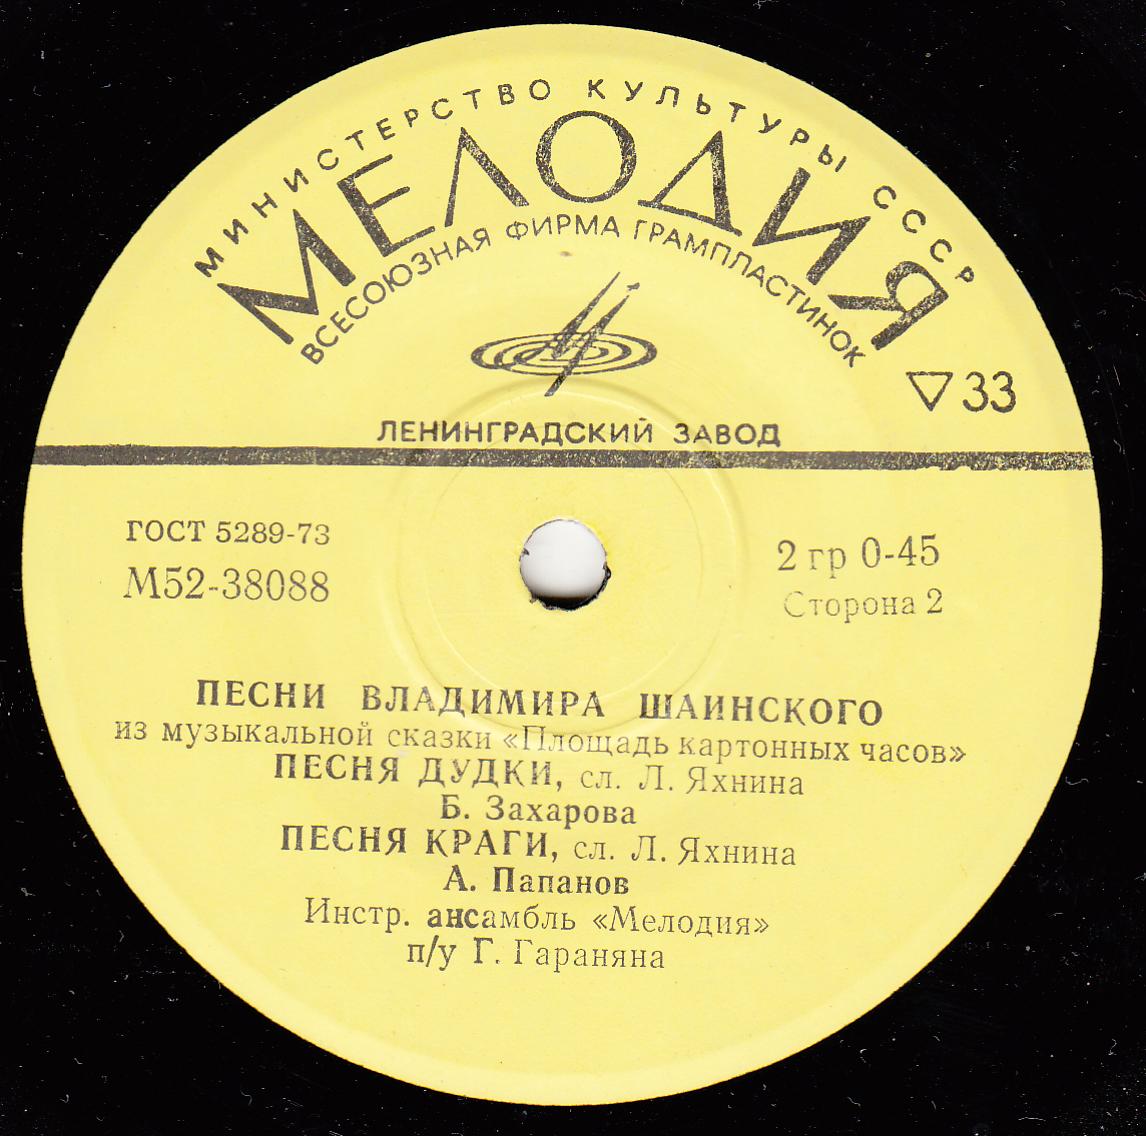 МИНИСТЕРСТВО КУЛЬТУРЫ СССР
МЕЛОДИЯ
ВСЕСОЮЗНАЯ ФИРМА ГРАМПЛАСТИНОК
▽33
ЛЕНИНГРАДСКИЙ ЗАВОД
ГОСТ 5289-73
М52-38088
2 гр 0-45
Сторона 2
ПЕСНИ ВЛАДИМИРА ШАИНСКОГО
из музыкальной сказки «Площадь картонных часов»
ПЕСНЯ ДУДКИ, сл. Л. Яхнина
Б. Захарова
ПЕСНЯ КРАГИ, сл. Л. Яхнина
А. Папанов
Инстр. ансамбль «Мелодия»
п/у Г. Гараняна